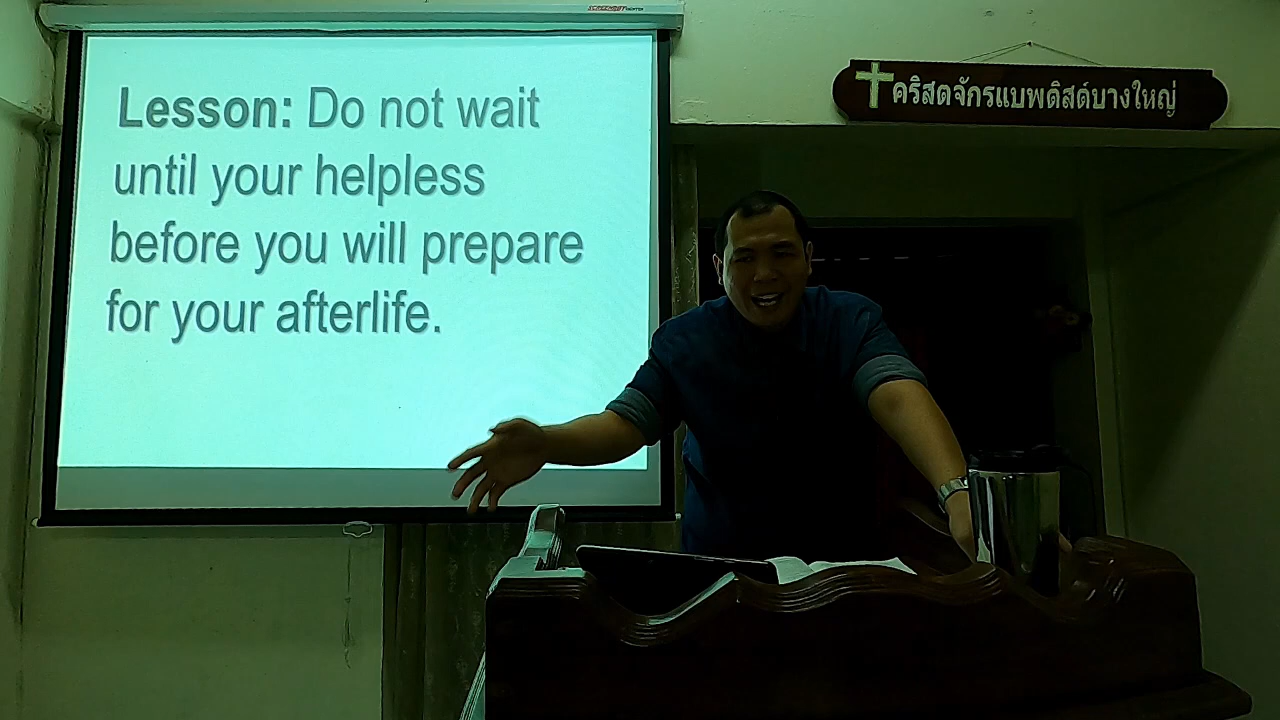 Lesson: Do not wait
until your helpless
before you will prepare
for your afterlife.
คริสตจักรแบพติสต์บางใหญ่